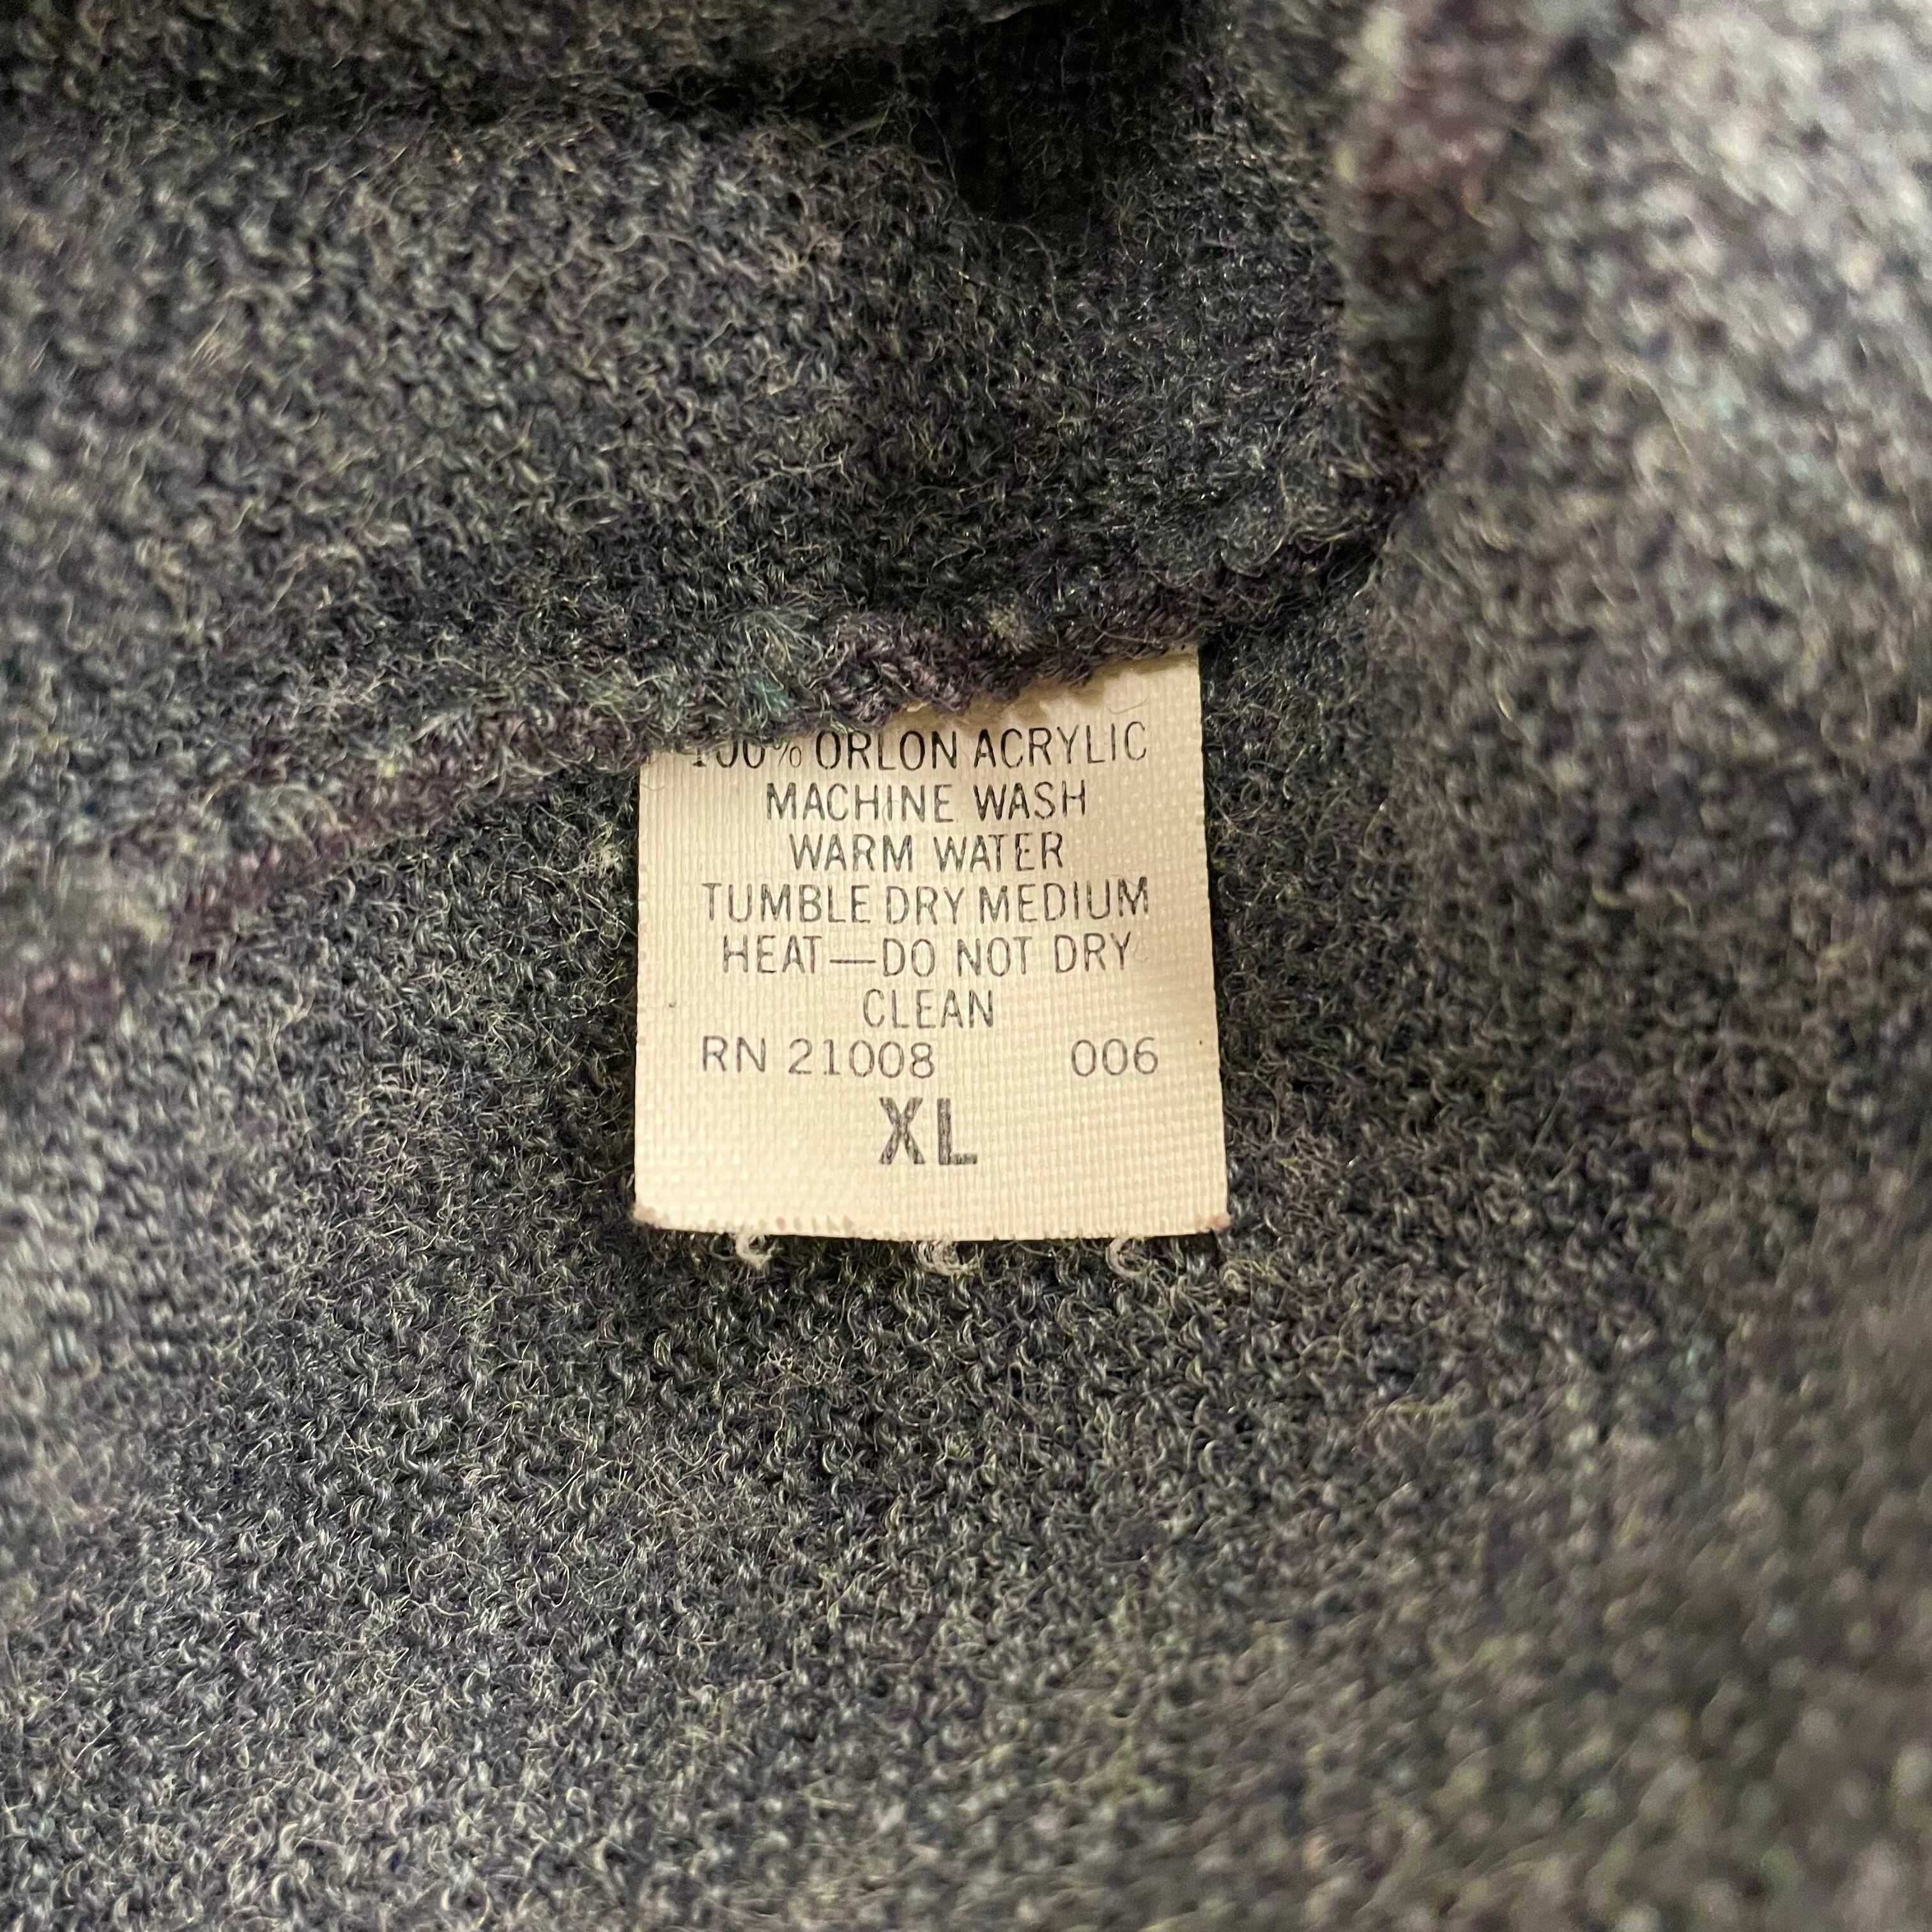 100% ORLON ACRYLIC
MACHINE WASH
WARM WATER
TUMBLE DRY MEDIUM
HEAT—DO NOT DRY
CLEAN
RN 21008 006
XL